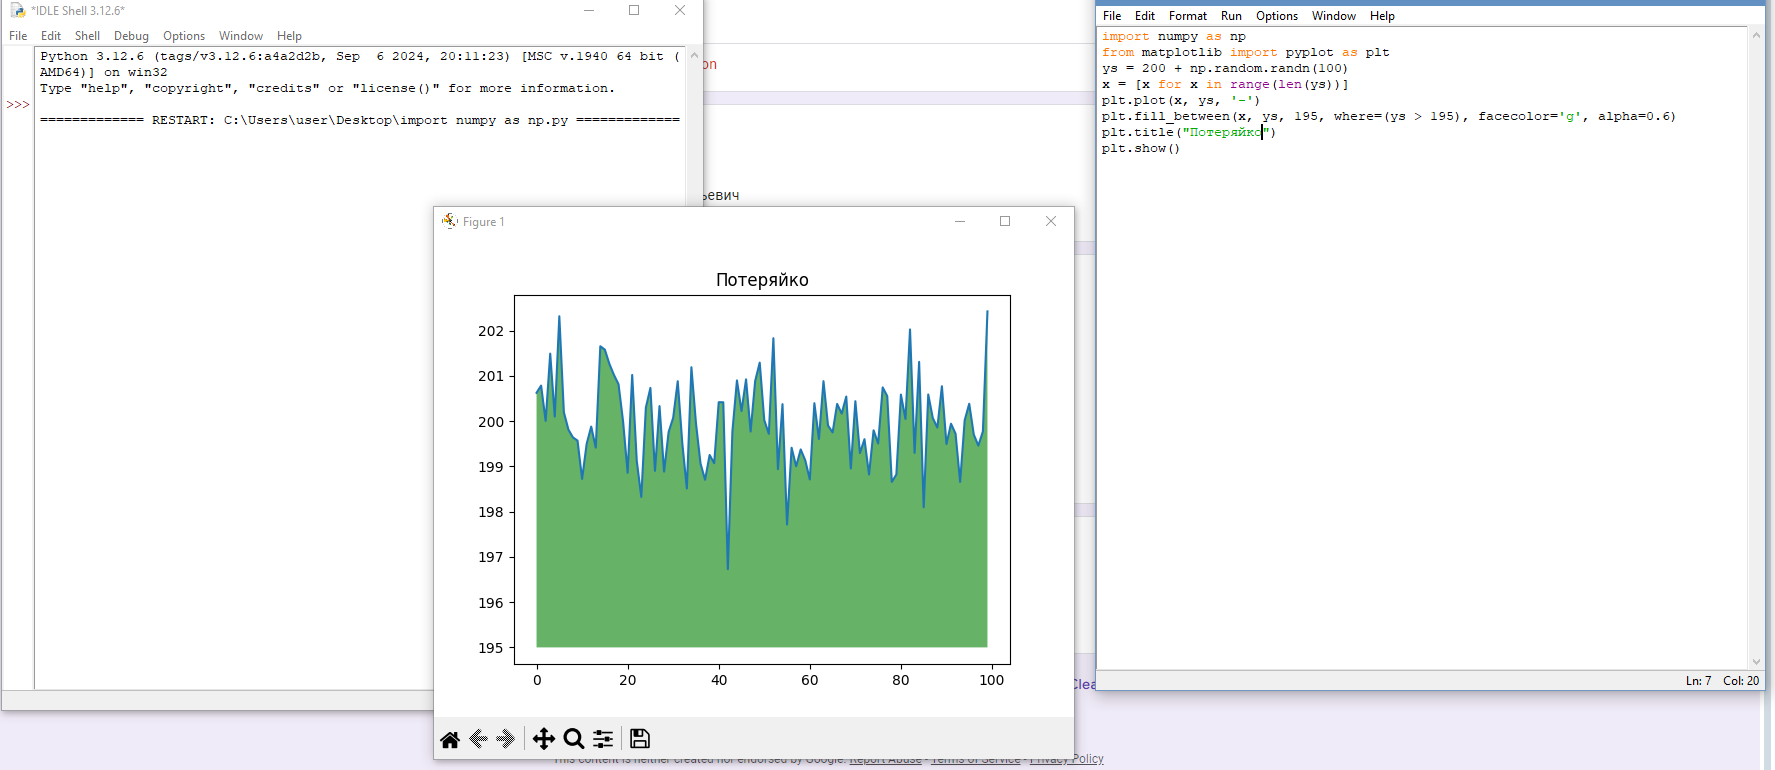 *IDLE Shell 3.12.6*
File Edit Shell Debug Options Window Help
Python 3.12.6 (tags/v3.12.6:a4a2d2b, Sep  6 2024, 20:11:23) [MSC v.1940 64 bit (
AMD64)] on win32
Type "help", "copyright", "credits" or "license()" for more information.
>>>
============= RESTART: C:\Users\user\Desktop\import numpy as np.py =============
File Edit Format Run Options Window Help
import numpy as np
from matplotlib import pyplot as plt
ys = 200 + np.random.randn(100)
x = [x for x in range(len(ys))]
plt.plot(x, ys, '-')
plt.fill_between(x, ys, 195, where=(ys > 195), facecolor='g', alpha=0.6)
plt.title("Потеряйко")
plt.show()
Ln: 7 Col: 20
on
ьевич
Figure 1
Потеряйко
202
201
200
199
198
197
196
195
0 20 40 60 80 100
Clea
This content is neither created nor endorsed by Google. Report Abuse - Terms of Service - Privacy Policy